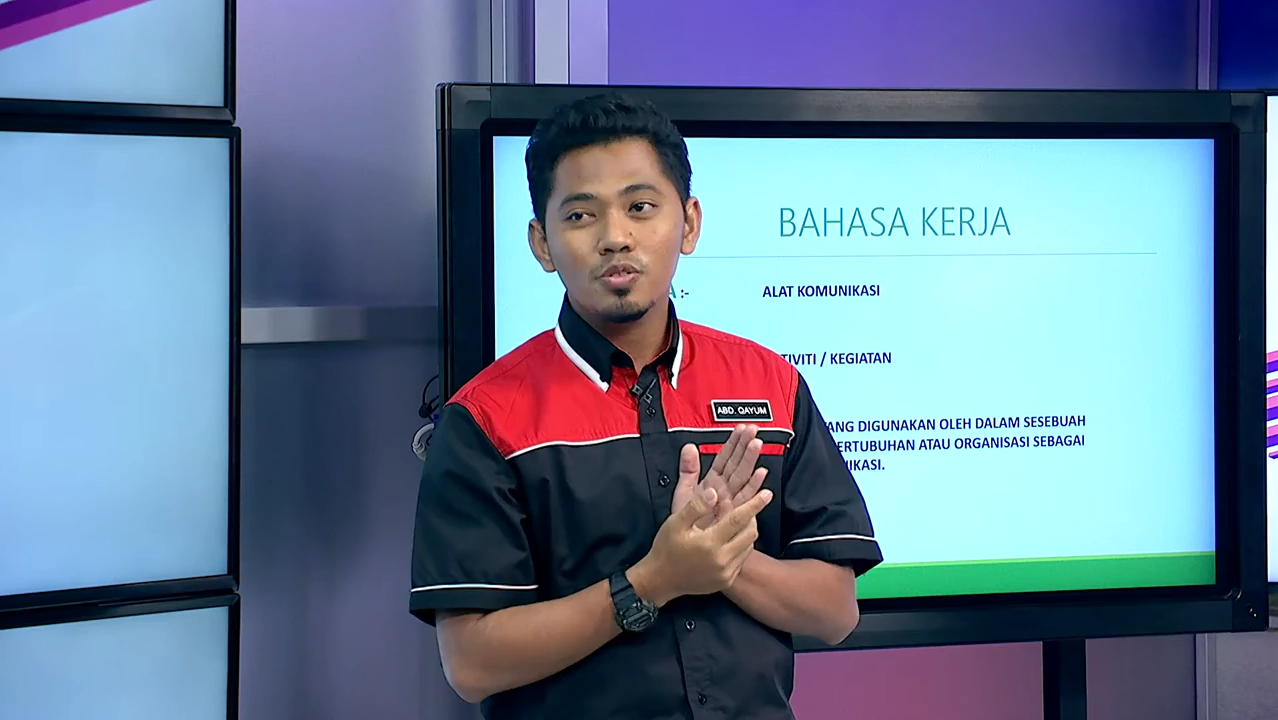 BAHASA KERJA
A :- ALAT KOMUNIKASI
TIVITI / KEGIATAN
ABD. QAYUM
ANG DIGUNAKAN OLEH DALAM SESEBUAH
ERTUBUHAN ATAU ORGANISASI SEBAGAI
IKASI.